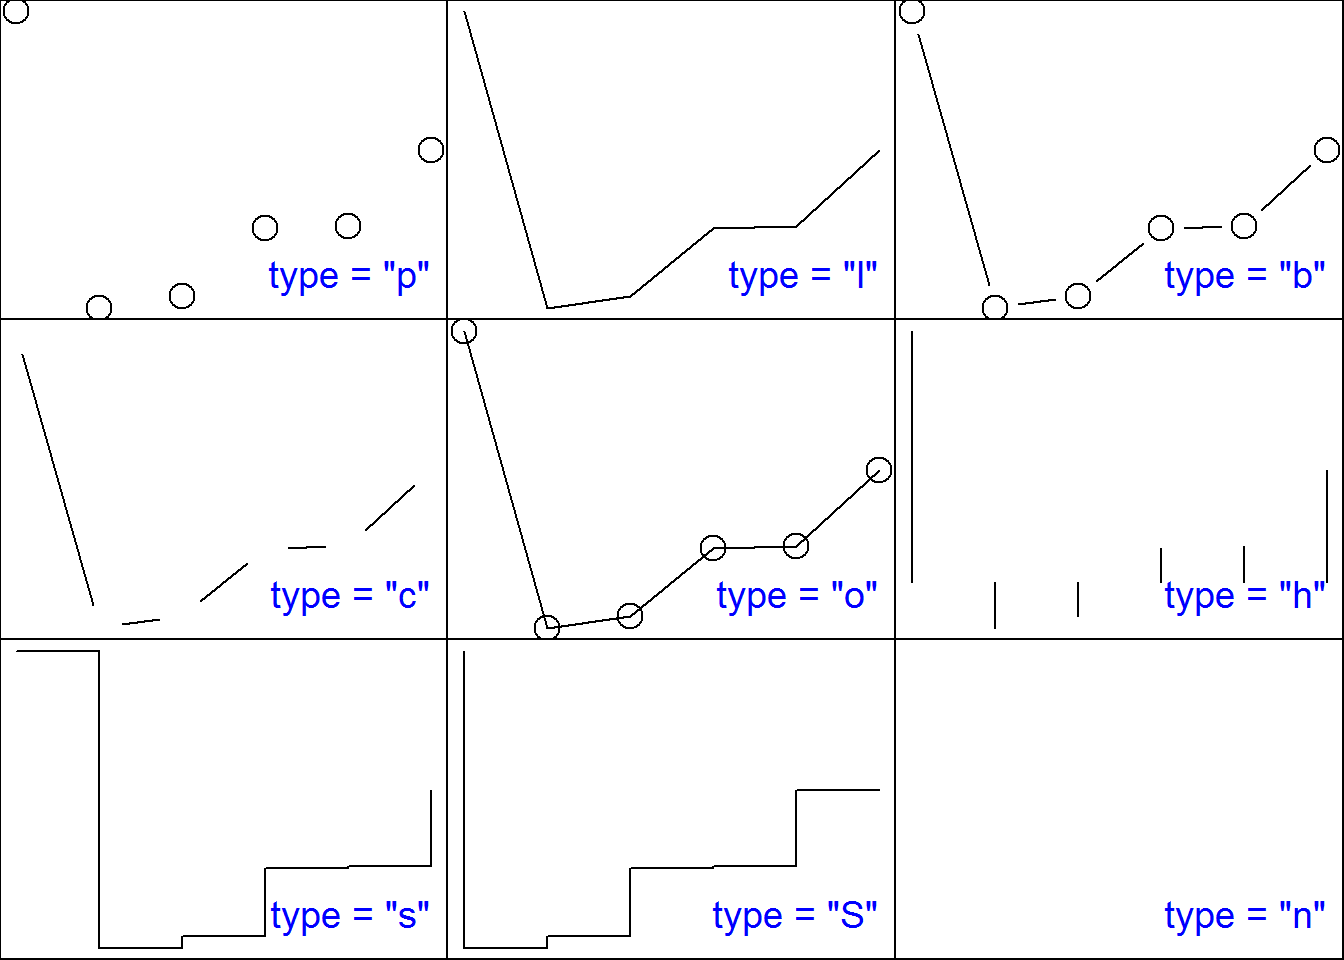 type = "p"
type = "l"
type = "b"
type = "c"
type = "o"
type = "h"
type = "s"
type = "S"
type = "n"